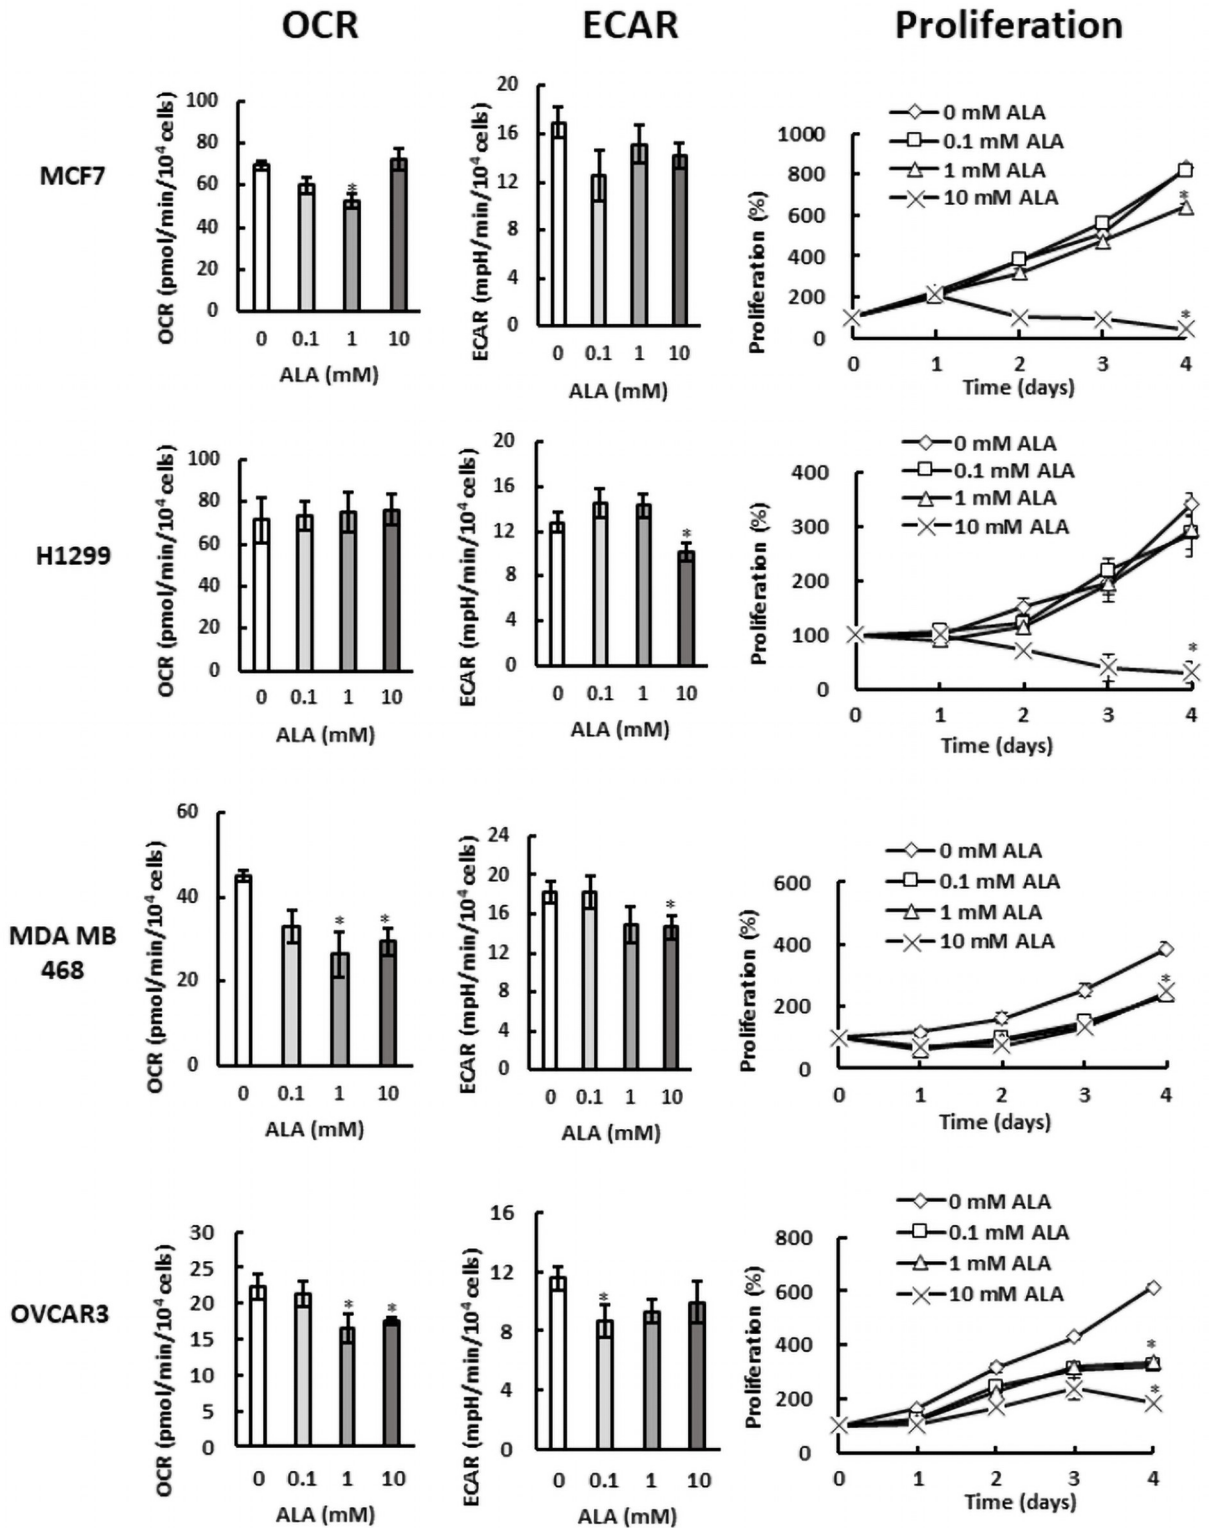 OCR ECAR Proliferation
MCF7
OCR (pmol/min/10⁴ cells)
100
80
60
40
20
0
0 0.1 1 10
ALA (mM)
*
ECAR (mpH/min/10⁴ cells)
20
16
12
8
4
0
0 0.1 1 10
ALA (mM)
Proliferation (%)
1000
800
600
400
200
0
0 1 2 3 4
Time (days)
0 mM ALA
0.1 mM ALA
1 mM ALA
10 mM ALA
*
*
H1299
OCR (pmol/min/10⁴ cells)
100
80
60
40
20
0
0 0.1 1 10
ALA (mM)
ECAR (mpH/min/10⁴ cells)
20
16
12
8
4
0
0 0.1 1 10
ALA (mM)
*
Proliferation (%)
400
300
200
100
0
0 1 2 3 4
Time (days)
0 mM ALA
0.1 mM ALA
1 mM ALA
10 mM ALA
*
MDA MB
468
OCR (pmol/min/10⁴ cells)
60
40
20
0
0 0.1 1 10
ALA (mM)
* *
ECAR (mpH/min/10⁴ cells)
24
20
16
12
8
4
0
0 0.1 1 10
ALA (mM)
*
Proliferation (%)
600
400
200
0
0 1 2 3 4
Time (days)
0 mM ALA
0.1 mM ALA
1 mM ALA
10 mM ALA
*
OVCAR3
OCR (pmol/min/10⁴ cells)
30
25
20
15
10
5
0
0 0.1 1 10
ALA (mM)
* *
ECAR (mpH/min/10⁴ cells)
16
12
8
4
0
0 0.1 1 10
ALA (mM)
*
Proliferation (%)
800
600
400
200
0
0 1 2 3 4
Time (days)
0 mM ALA
0.1 mM ALA
1 mM ALA
10 mM ALA
*
*